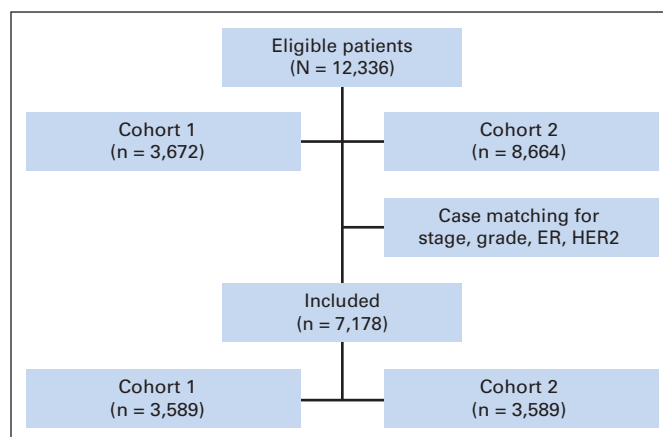 Eligible patients
(N = 12,336)
Cohort 1
(n = 3,672)
Cohort 2
(n = 8,664)
Case matching for
stage, grade, ER, HER2
Included
(n = 7,178)
Cohort 1
(n = 3,589)
Cohort 2
(n = 3,589)